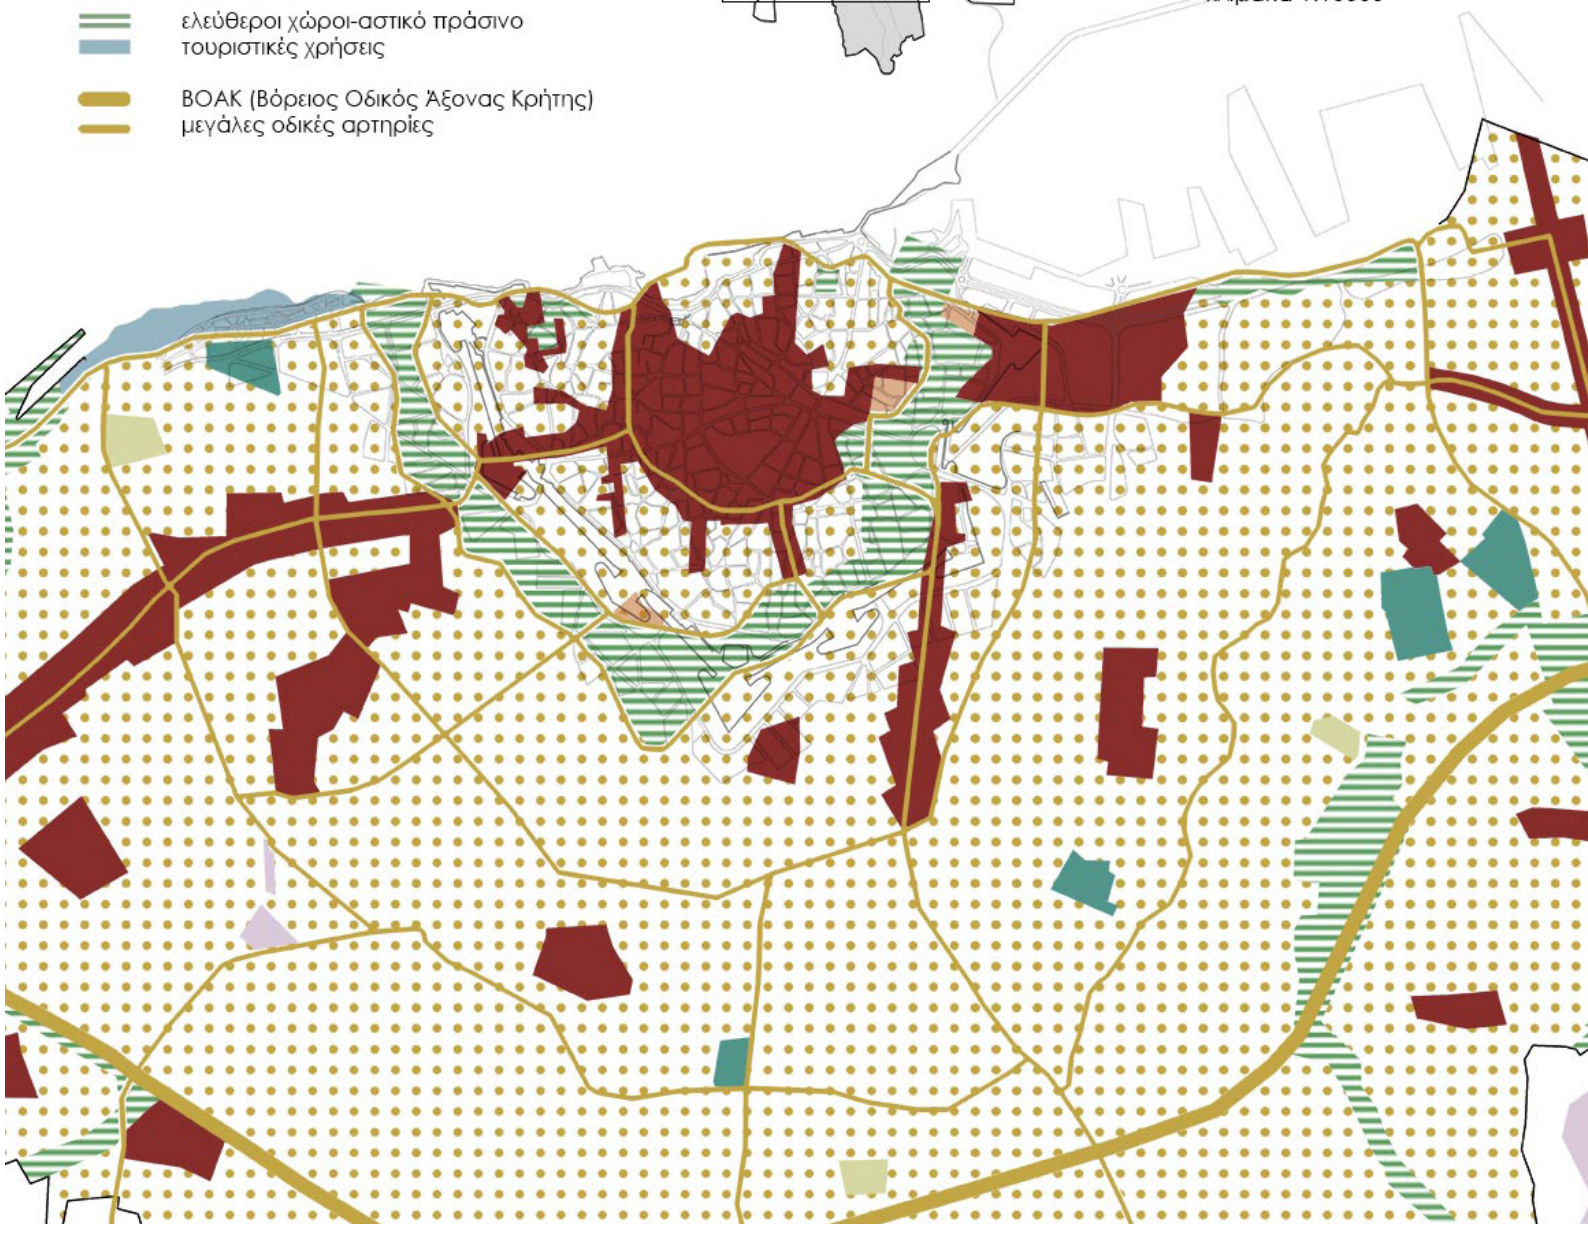 ελεύθεροι χώροι-αστικό πράσινο
τουριστικές χρήσεις
ΒΟΑΚ (Βόρειος Οδικός Άξονας Κρήτης)
μεγάλες οδικές αρτηρίες